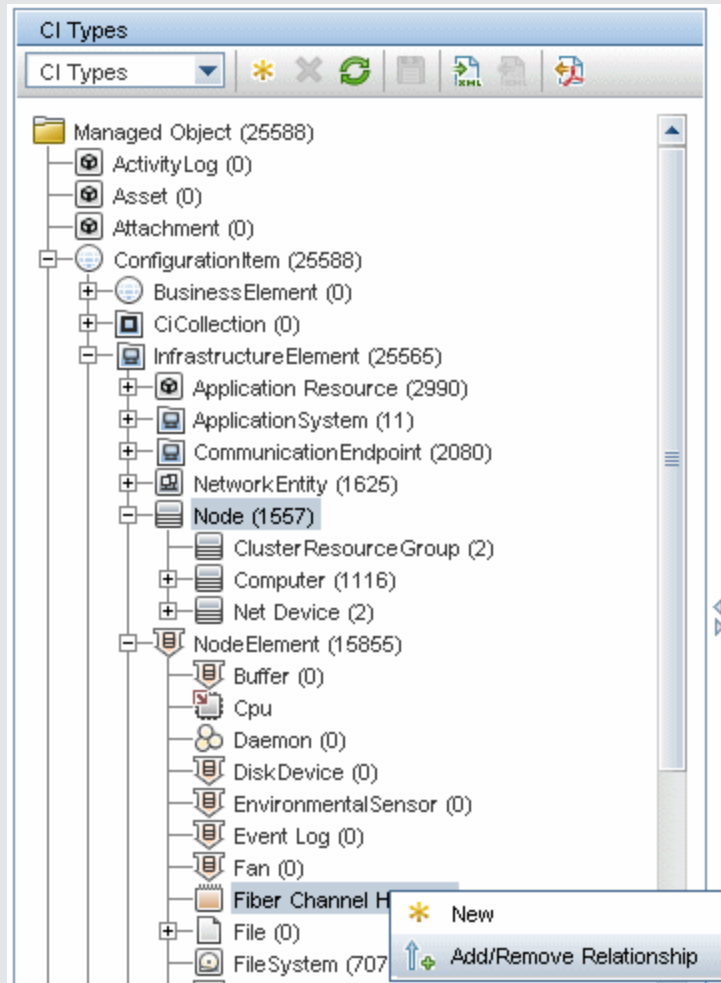 CI Types
CI Types
XML
Managed Object (25588)
ActivityLog (0)
Asset (0)
Attachment (0)
ConfigurationItem (25588)
BusinessElement (0)
CiCollection (0)
InfrastructureElement (25565)
Application Resource (2990)
ApplicationSystem (11)
CommunicationEndpoint (2080)
NetworkEntity (1625)
Node (1557)
ClusterResourceGroup (2)
Computer (1116)
Net Device (2)
NodeElement (15855)
Buffer (0)
Cpu
Daemon (0)
DiskDevice (0)
EnvironmentalSensor (0)
Event Log (0)
Fan (0)
Fiber Channel H
New
File (0)
Add/Remove Relationship
FileSystem (707